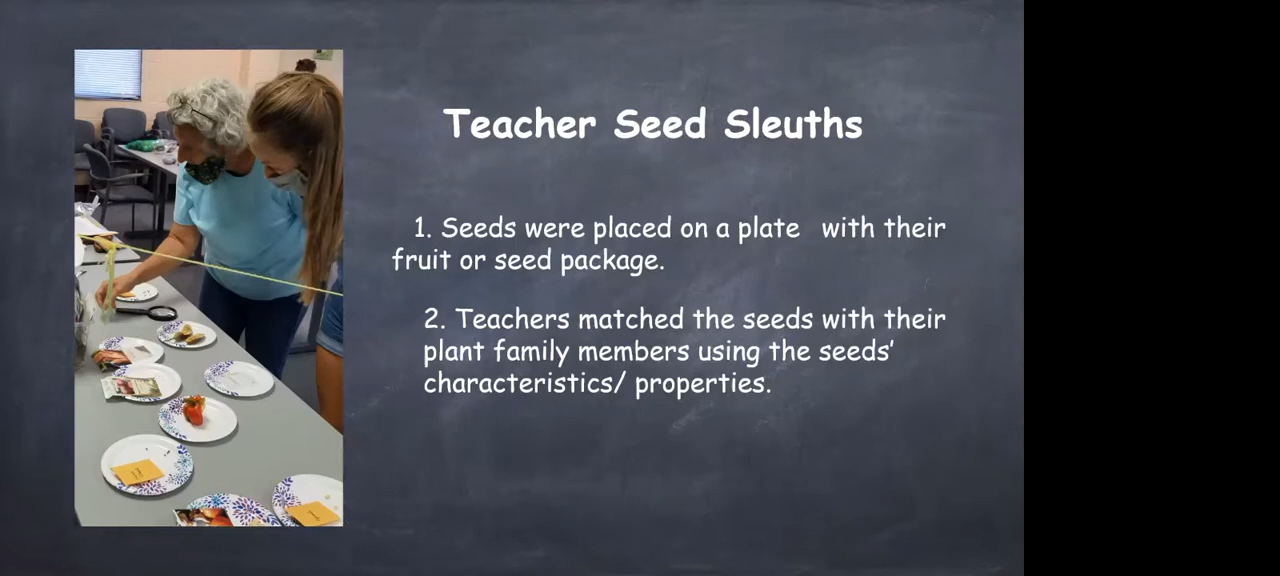 Teacher Seed Sleuths
1. Seeds were placed on a plate with their
fruit or seed package.
2. Teachers matched the seeds with their
plant family members using the seeds’
characteristics/ properties.